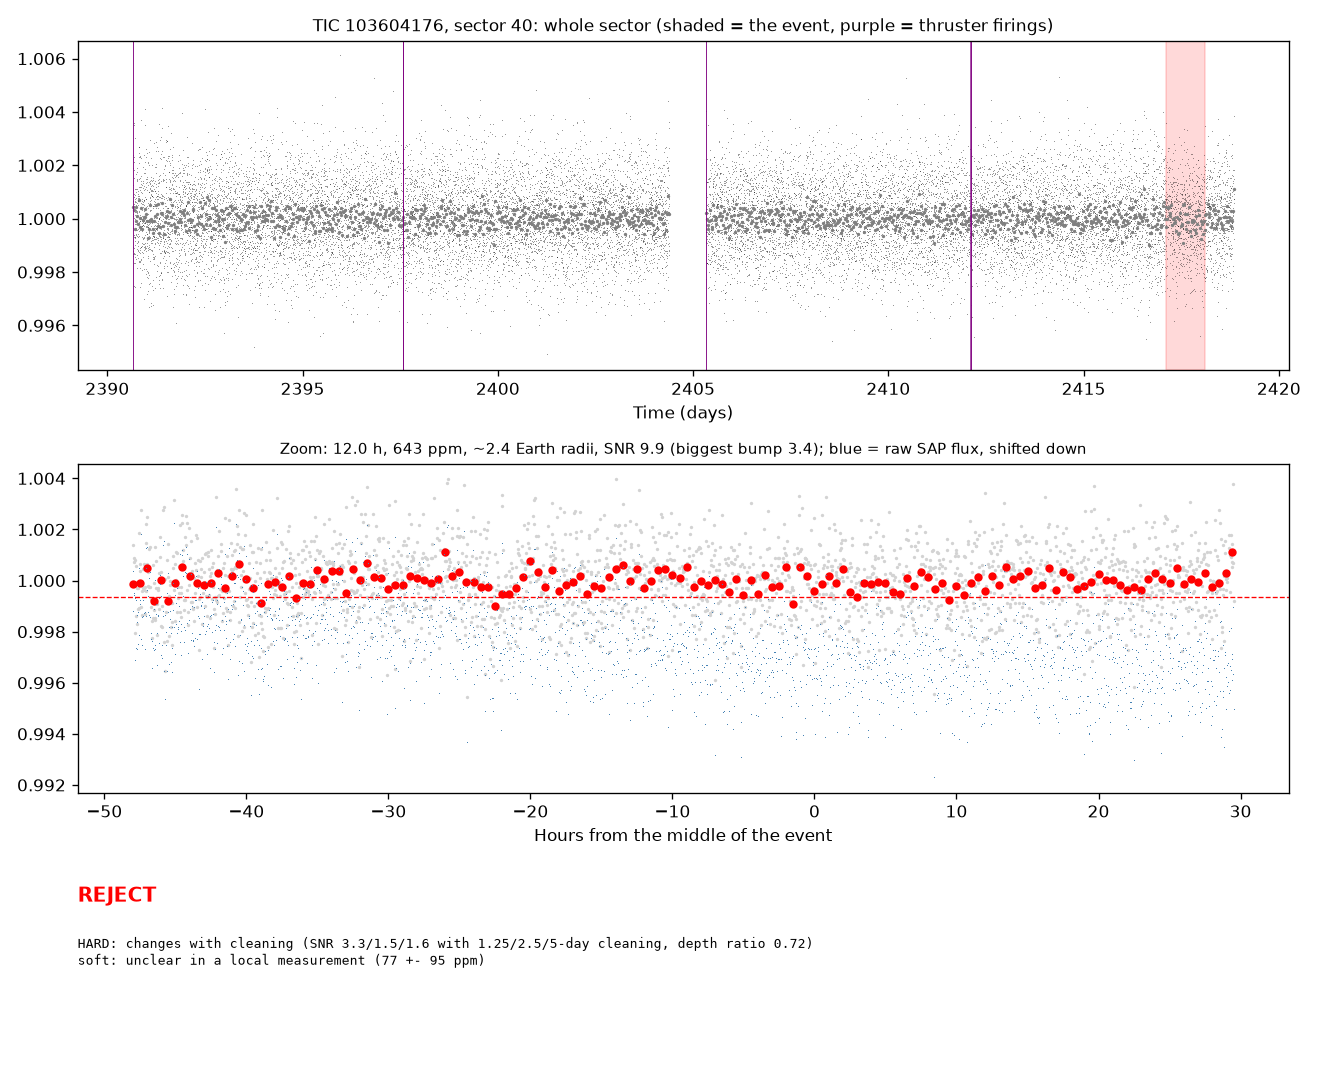 TIC 103604176, sector 40: whole sector (shaded = the event, purple = thruster firings)
1.006
1.004
1.002
1.000
0.998
0.996
2390 2395 2400 2405 2410 2415 2420
Time (days)
Zoom: 12.0 h, 643 ppm, ~2.4 Earth radii, SNR 9.9 (biggest bump 3.4); blue = raw SAP flux, shifted down
1.004
1.002
1.000
0.998
0.996
0.994
0.992
−50 −40 −30 −20 −10 0 10 20 30
Hours from the middle of the event
REJECT
HARD: changes with cleaning (SNR 3.3/1.5/1.6 with 1.25/2.5/5-day cleaning, depth ratio 0.72)
soft: unclear in a local measurement (77 +- 95 ppm)